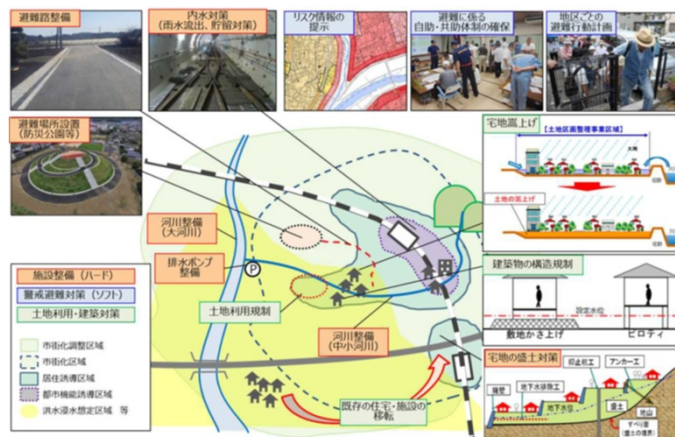 避難路整備
内水対策
(雨水流出、貯留対策)
リスク情報の
提示
避難に係る
自助・共助体制の確保
地区ごとの
避難行動計画
避難場所設置
(防災公園等)
宅地嵩上げ
【土地区画整理事業区域】
土地の嵩上げ
河川整備
(大河川)
排水ポンプ
整備
P
土地利用規制
河川整備
(中小河川)
既存の住宅・施設の
移転
建築物の構造規制
設定水位
敷地かさ上げ
ピロティ
宅地の盛土対策
抑止杭工
アンカー工
擁壁
地下水排除工
地下水位
盛土
地山
すべり面
(盛土の境界)
施設整備(ハード)
警戒避難対策(ソフト)
土地利用・建築対策
市街化調整区域
市街化区域
居住誘導区域
都市機能誘導区域
洪水浸水想定区域 等